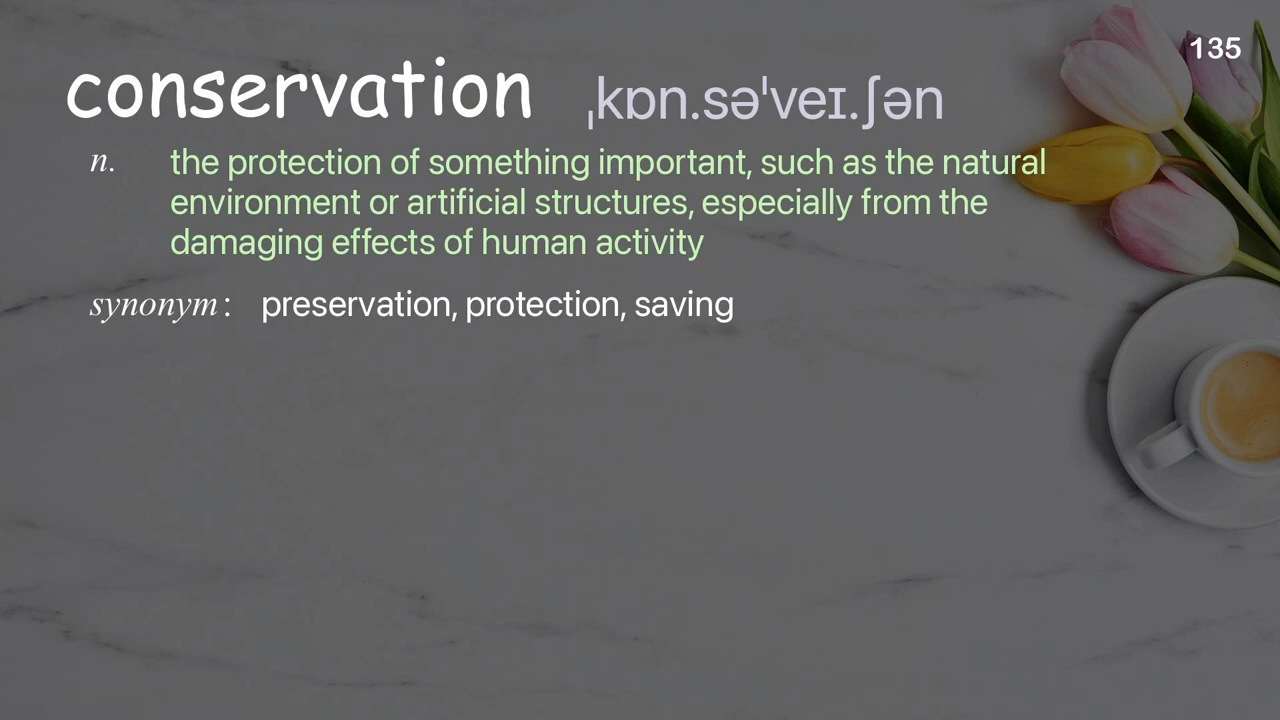 135
conservation ˌkɒn.səˈveɪ.ʃən
n. the protection of something important, such as the natural
environment or artificial structures, especially from the
damaging effects of human activity
synonym: preservation, protection, saving